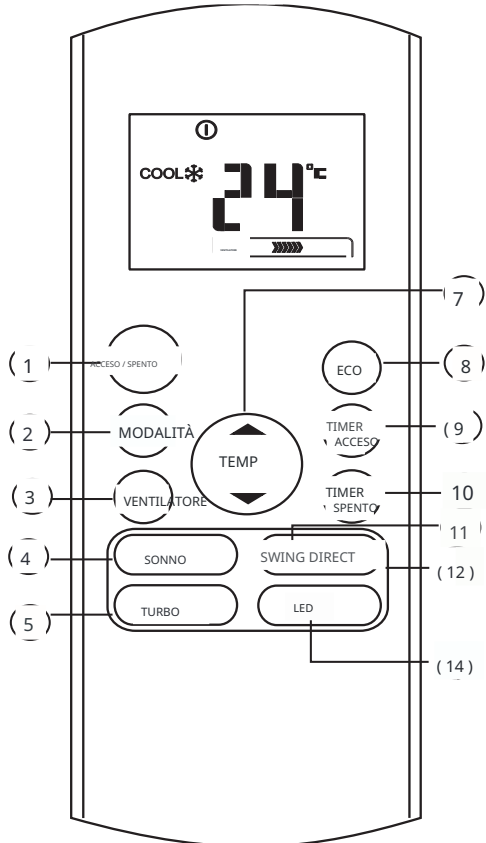 COOL 24°C
7
ACCESO / SPENTO
(1)
ECO
(8)
(2)
MODALITÀ
TEMP
TIMER
ACCESO
(9)
(3)
VENTILATORE
TIMER
SPENTO
10
11
(4)
SONNO
SWING DIRECT
(12)
(5)
TURBO
LED
(14)